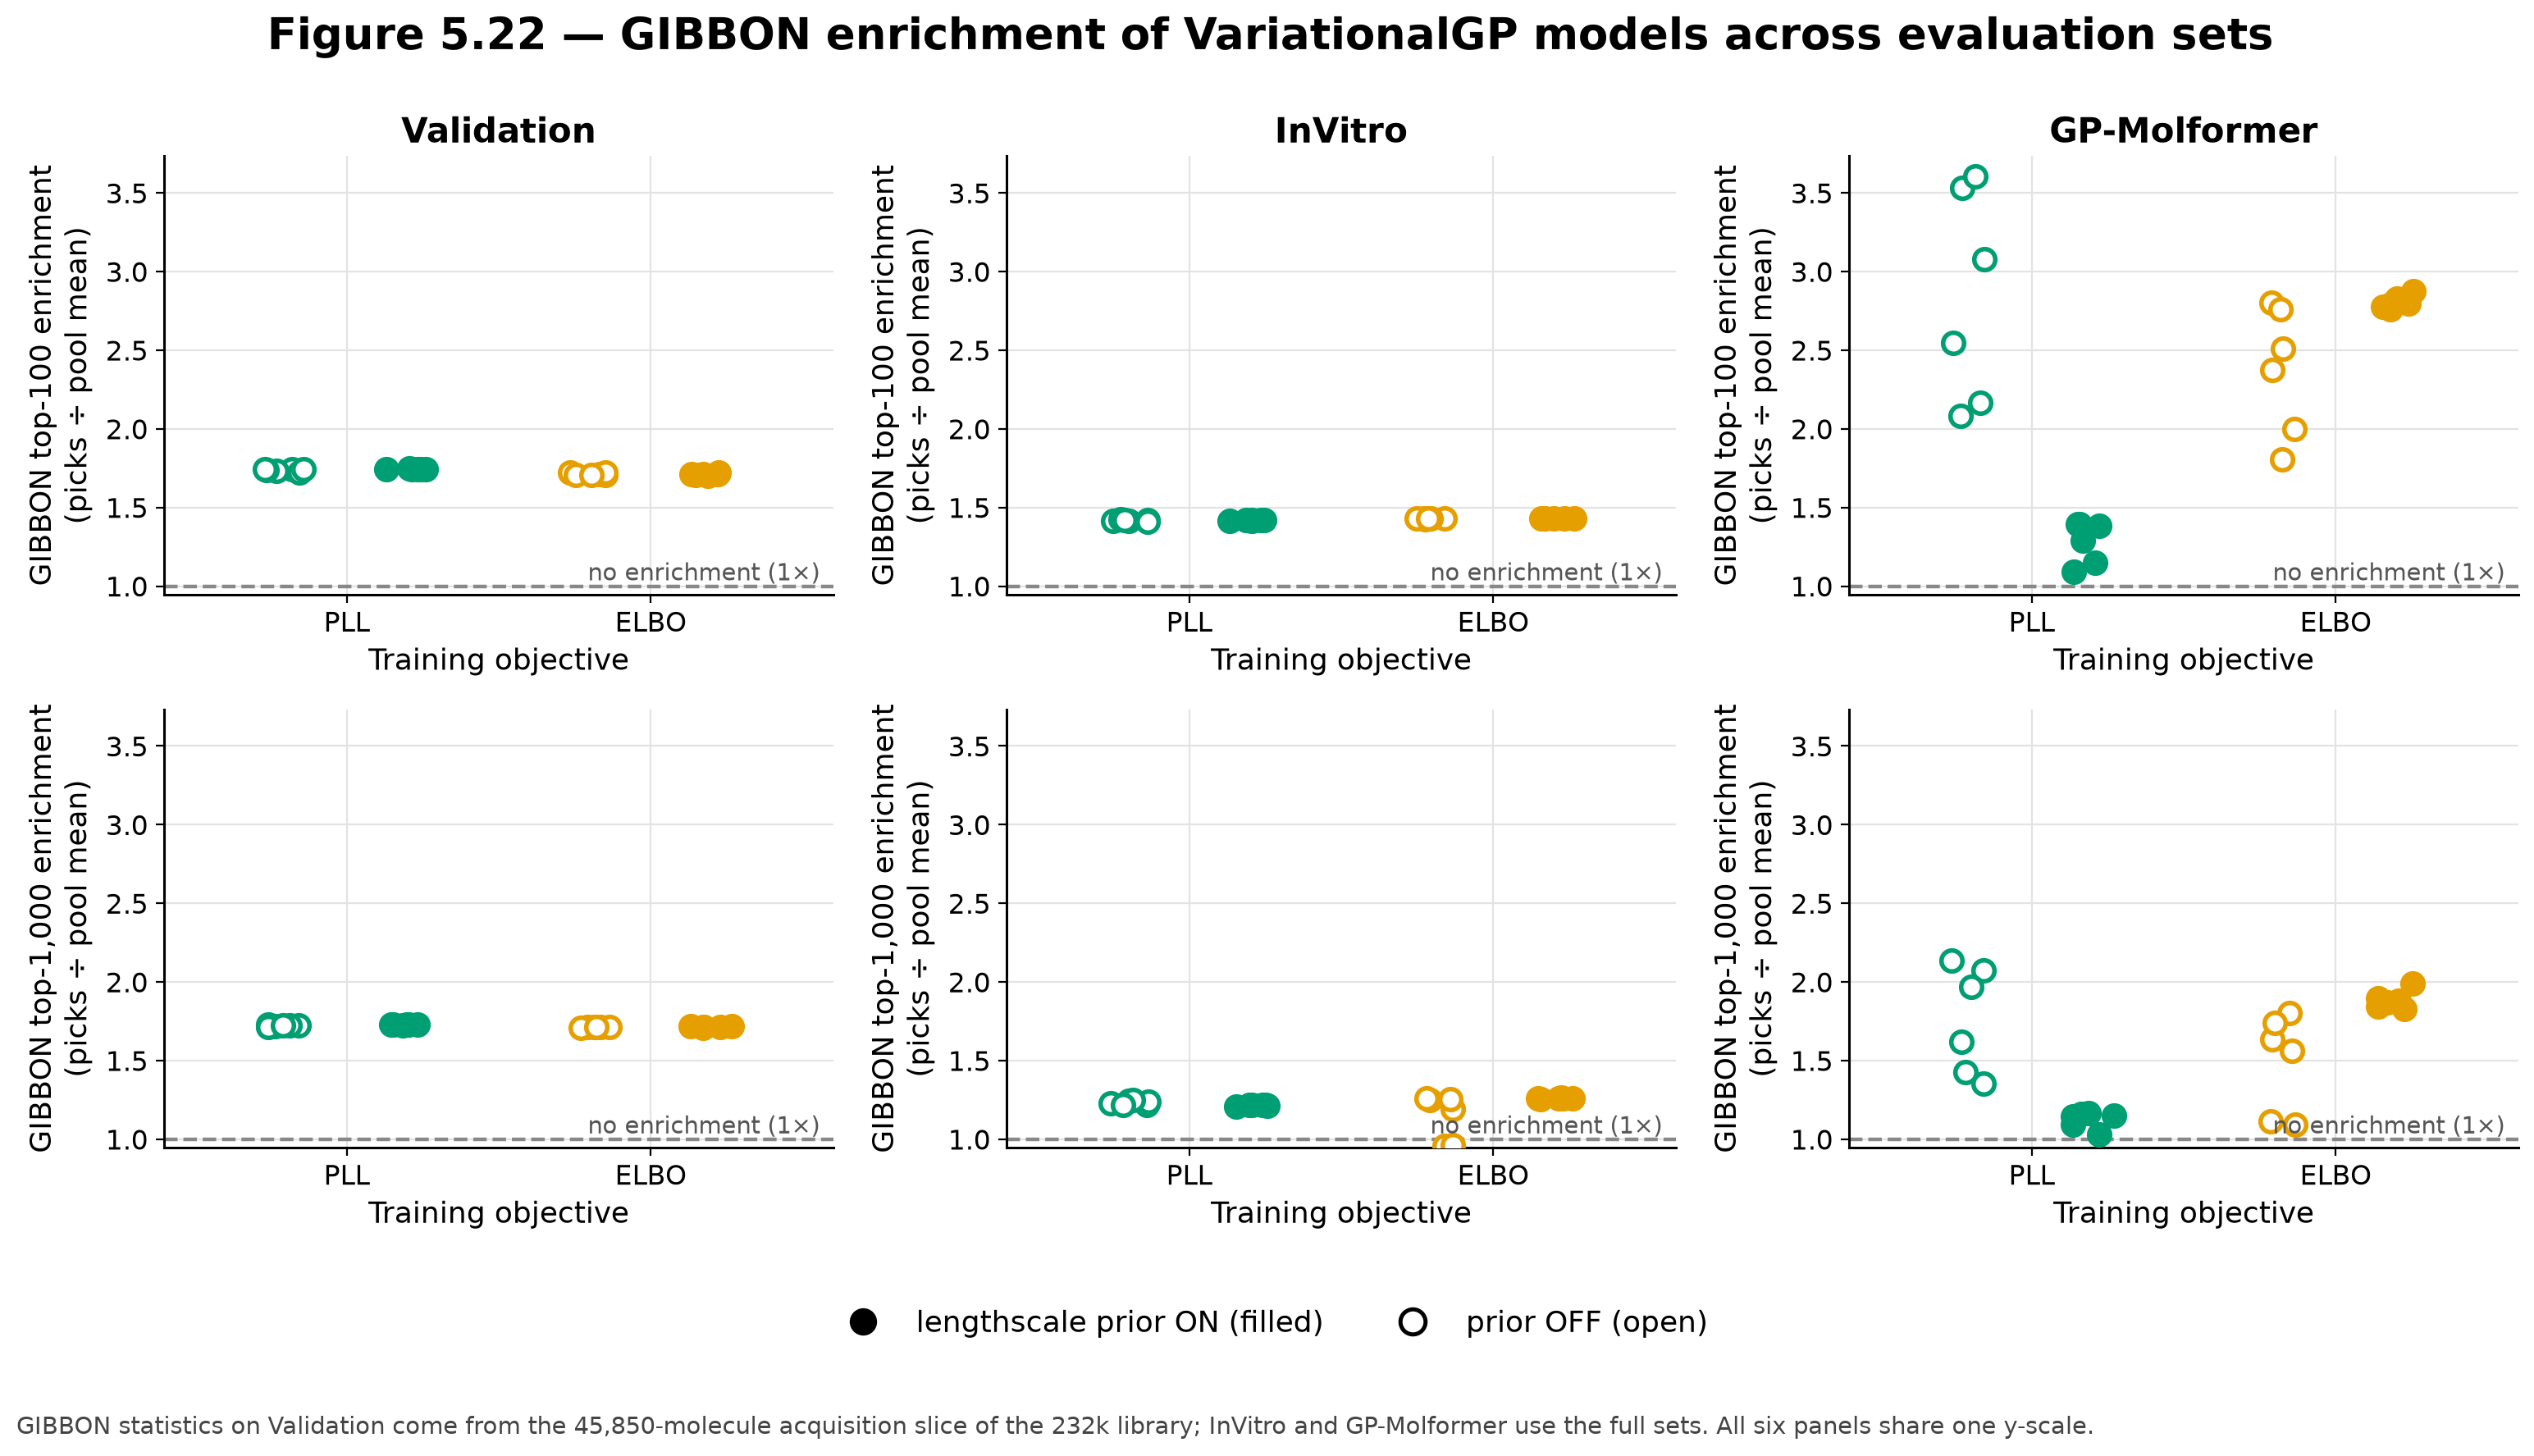 Figure 5.22 — GIBBON enrichment of VariationalGP models across evaluation sets
Validation
GIBBON top-100 enrichment
(picks ÷ pool mean)
3.5
3.0
2.5
2.0
1.5
1.0
no enrichment (1×)
PLL
ELBO
Training objective
InVitro
GIBBON top-100 enrichment
(picks ÷ pool mean)
3.5
3.0
2.5
2.0
1.5
1.0
no enrichment (1×)
PLL
ELBO
Training objective
GP-Molformer
GIBBON top-100 enrichment
(picks ÷ pool mean)
3.5
3.0
2.5
2.0
1.5
1.0
no enrichment (1×)
PLL
ELBO
Training objective
GIBBON top-1,000 enrichment
(picks ÷ pool mean)
3.5
3.0
2.5
2.0
1.5
1.0
no enrichment (1×)
PLL
ELBO
Training objective
GIBBON top-1,000 enrichment
(picks ÷ pool mean)
3.5
3.0
2.5
2.0
1.5
1.0
no enrichment (1×)
PLL
ELBO
Training objective
GIBBON top-1,000 enrichment
(picks ÷ pool mean)
3.5
3.0
2.5
2.0
1.5
1.0
no enrichment (1×)
PLL
ELBO
Training objective
lengthscale prior ON (filled)
prior OFF (open)
GIBBON statistics on Validation come from the 45,850-molecule acquisition slice of the 232k library; InVitro and GP-Molformer use the full sets. All six panels share one y-scale.